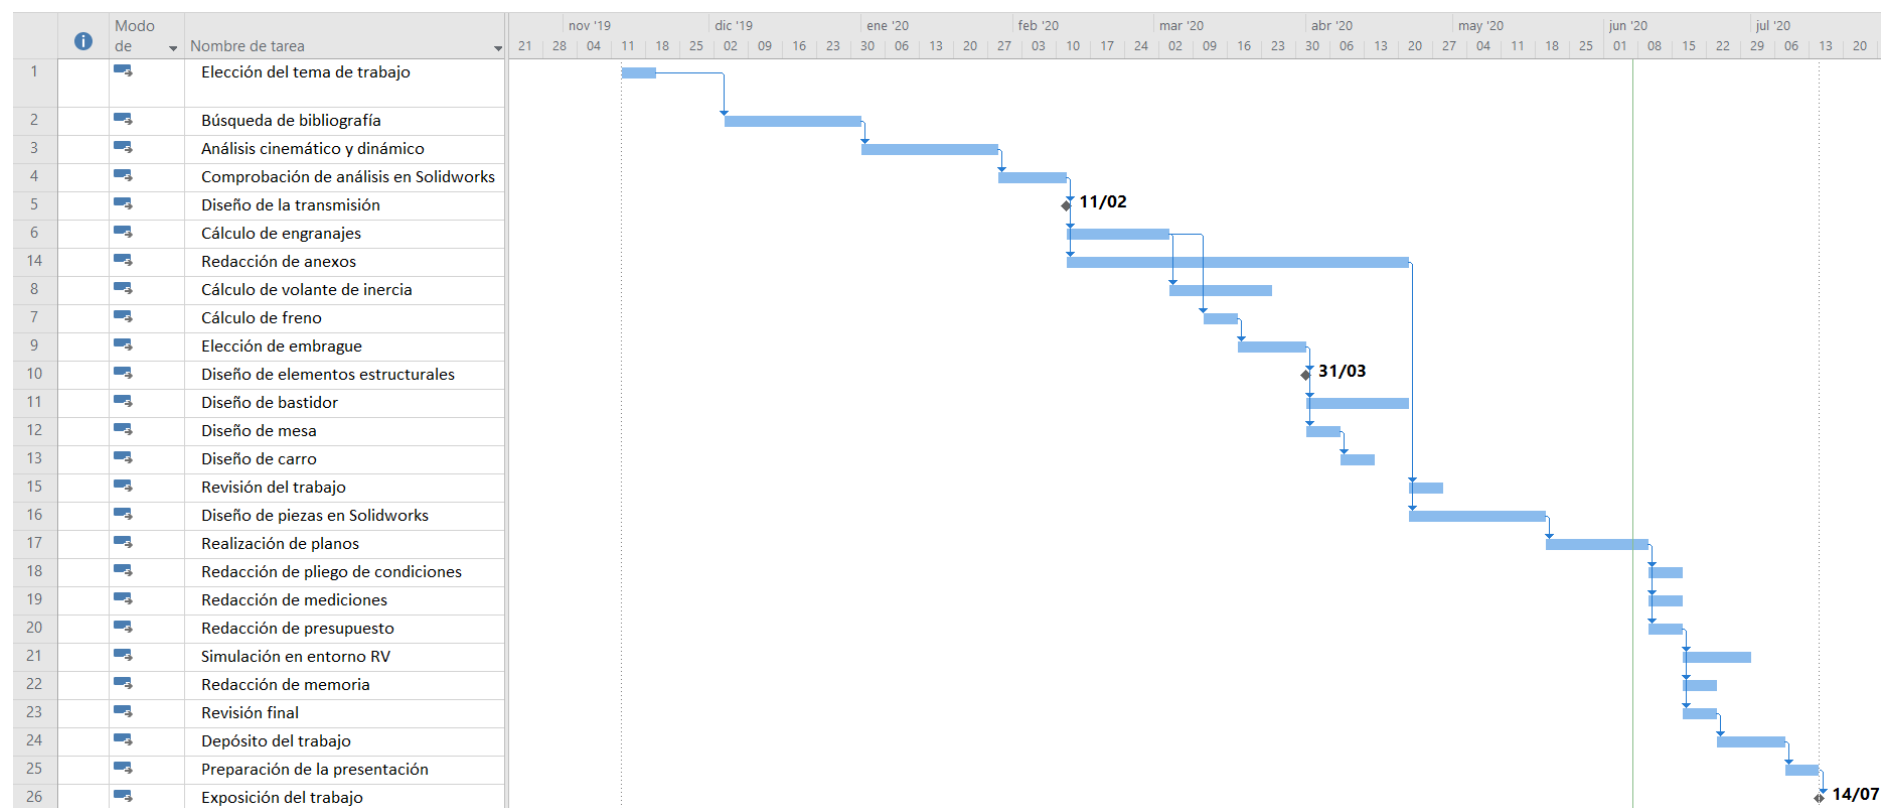 Modo de
Nombre de tarea
nov '19 dic '19 ene '20 feb '20 mar '20 abr '20 may '20 jun '20 jul '20
21 28 04 11 18 25 02 09 16 23 30 06 13 20 27 03 10 17 24 02 09 16 23 30 06 13 20 27 04 11 18 25 01 08 15 22 29 06 13 20
1 Elección del tema de trabajo
2 Búsqueda de bibliografía
3 Análisis cinemático y dinámico
4 Comprobación de análisis en Solidworks
5 Diseño de la transmisión 11/02
6 Cálculo de engranajes
14 Redacción de anexos
8 Cálculo de volante de inercia
7 Cálculo de freno
9 Elección de embrague
10 Diseño de elementos estructurales 31/03
11 Diseño de bastidor
12 Diseño de mesa
13 Diseño de carro
15 Revisión del trabajo
16 Diseño de piezas en Solidworks
17 Realización de planos
18 Redacción de pliego de condiciones
19 Redacción de mediciones
20 Redacción de presupuesto
21 Simulación en entorno RV
22 Redacción de memoria
23 Revisión final
24 Depósito del trabajo
25 Preparación de la presentación
26 Exposición del trabajo 14/07